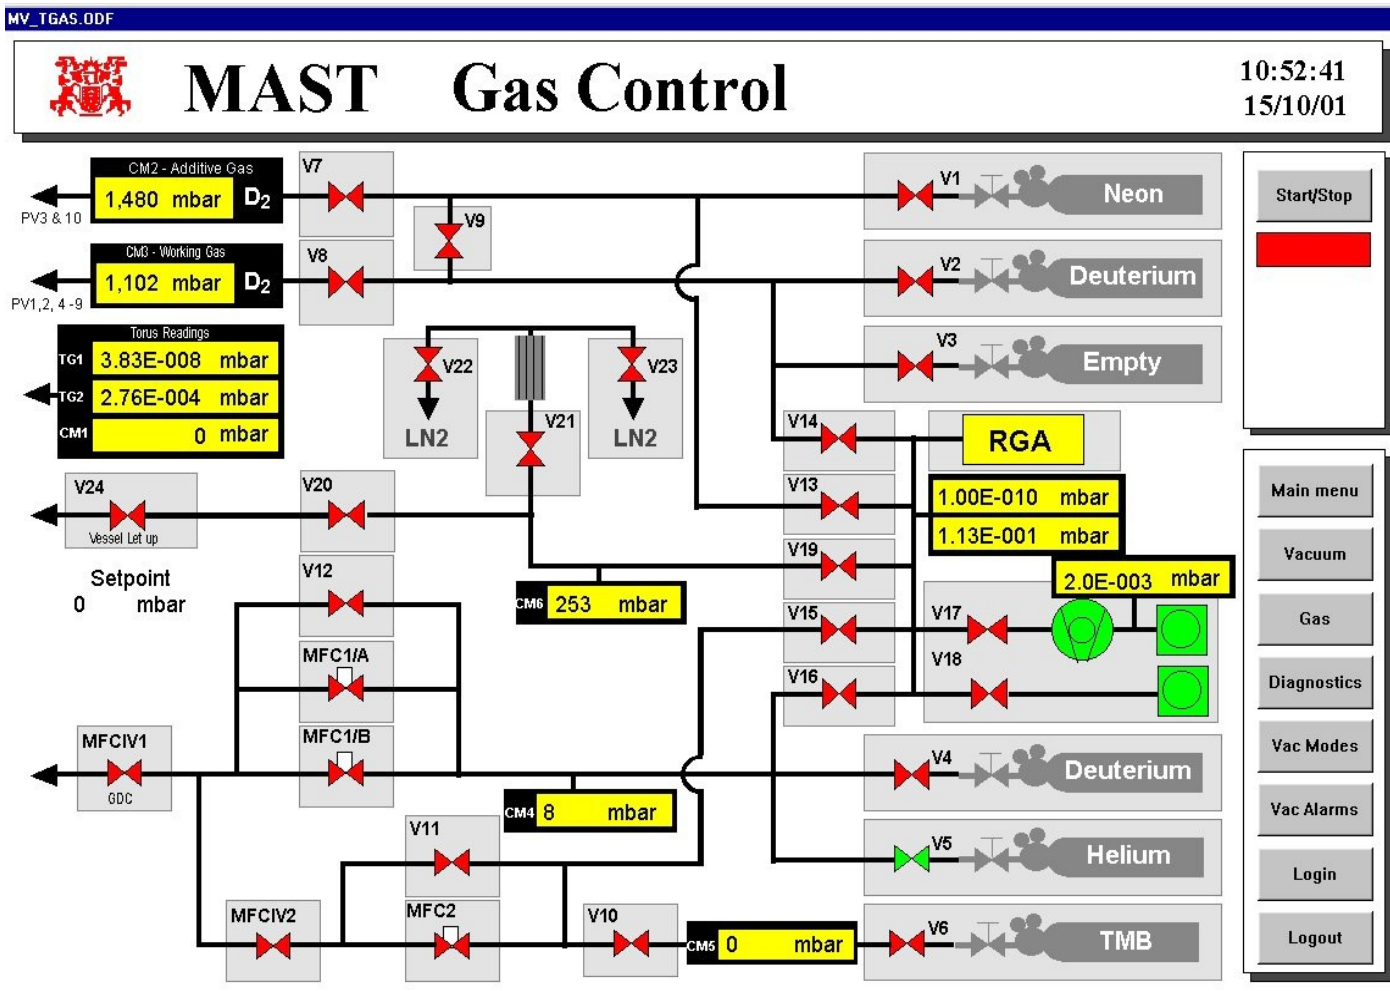 MV_TGAS.ODF
MAST Gas Control
10:52:41
15/10/01
CM2 - Additive Gas
1,480 mbar D2
PV3 & 10
V7
V9
V1
Neon
Start/Stop
CM3 - Working Gas
1,102 mbar D2
PV1,2, 4 -9
V8
V2
Deuterium
Torus Readings
TG1 3.83E-008 mbar
TG2 2.76E-004 mbar
CM1 0 mbar
V22
LN2
V23
LN2
V21
V3
Empty
V14
RGA
V24
Vessel Let up
V20
V13
1.00E-010 mbar
1.13E-001 mbar
2.0E-003 mbar
Setpoint
0 mbar
V12
V19
CM6 253 mbar
V15
V17
V18
V16
MFC1/A
MFC1/B
MFCIV1
GDC
V4
Deuterium
CM4 8 mbar
V11
V5
Helium
MFCIV2
MFC2
V10
CM5 0 mbar
V6
TMB
Main menu
Vacuum
Gas
Diagnostics
Vac Modes
Vac Alarms
Login
Logout